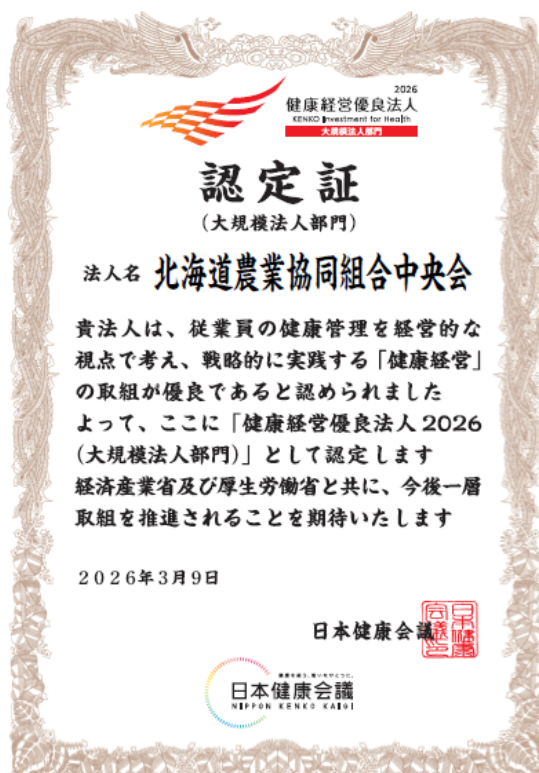 2026
健康経営優良法人
KENKO Investment for Health
大規模法人部門
認定証
(大規模法人部門)
法人名 北海道農業協同組合中央会
貴法人は、従業員の健康管理を経営的な
視点で考え、戦略的に実践する「健康経営」
の取組が優良であると認められました
よって、ここに「健康経営優良法人2026
(大規模法人部門)」として認定します
経済産業省及び厚生労働省と共に、今後一層
取組を推進されることを期待いたします
2026年3月9日
日本健康会議
日本健康
会議之印
日本健康会議
NIPPON KENKO KAIGI